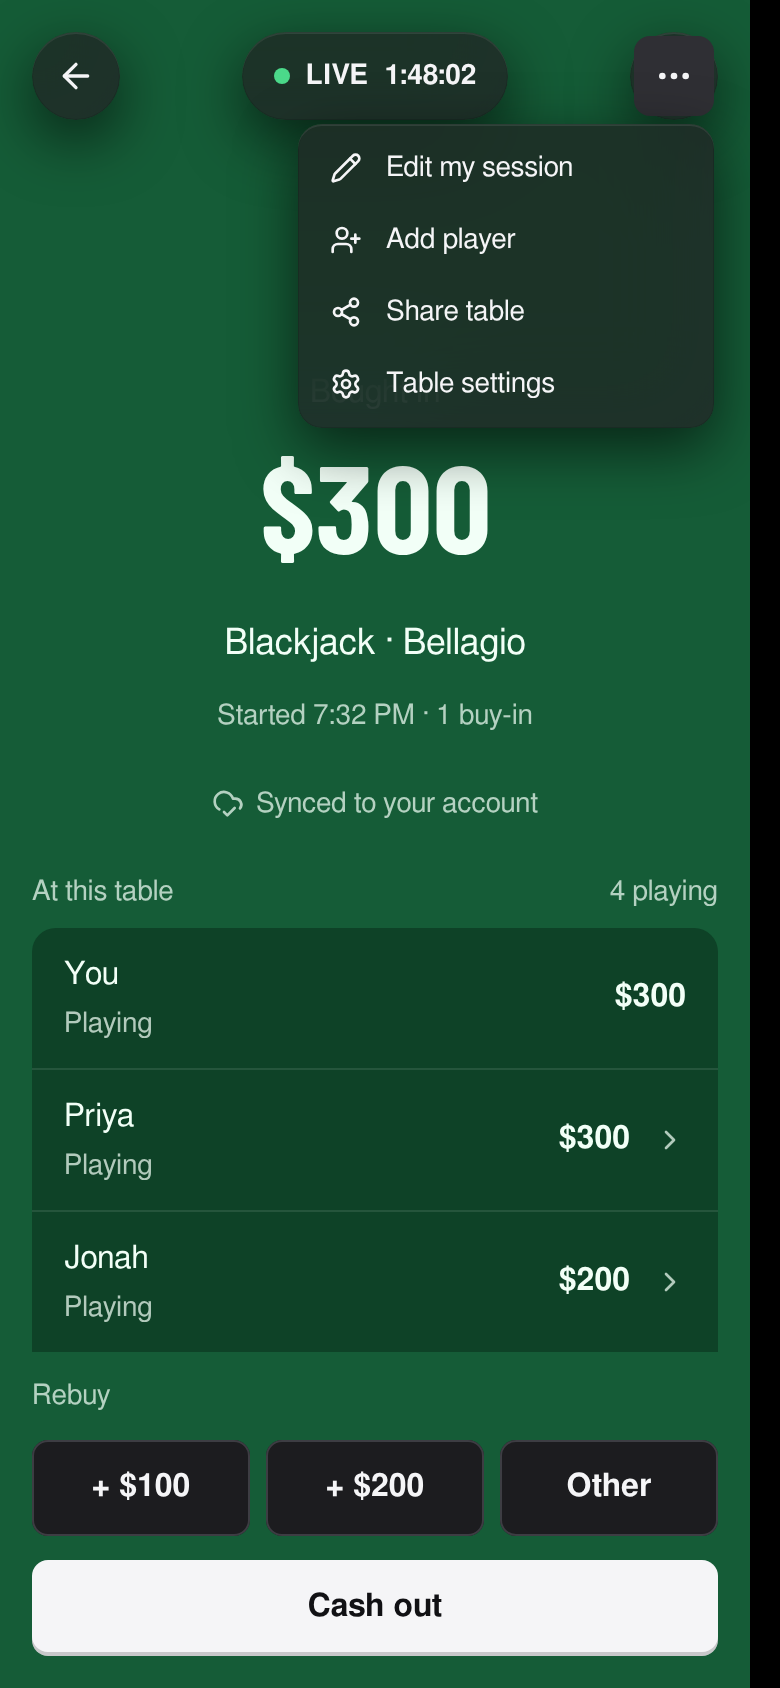 LIVE 1:48:02
Edit my session
Add player
Share table
Table settings
Bought in
$300
Blackjack · Bellagio
Started 7:32 PM · 1 buy-in
Synced to your account
At this table
4 playing
You
Playing
$300
Priya
Playing
$300
Jonah
Playing
$200
Rebuy
+ $100
+ $200
Other
Cash out